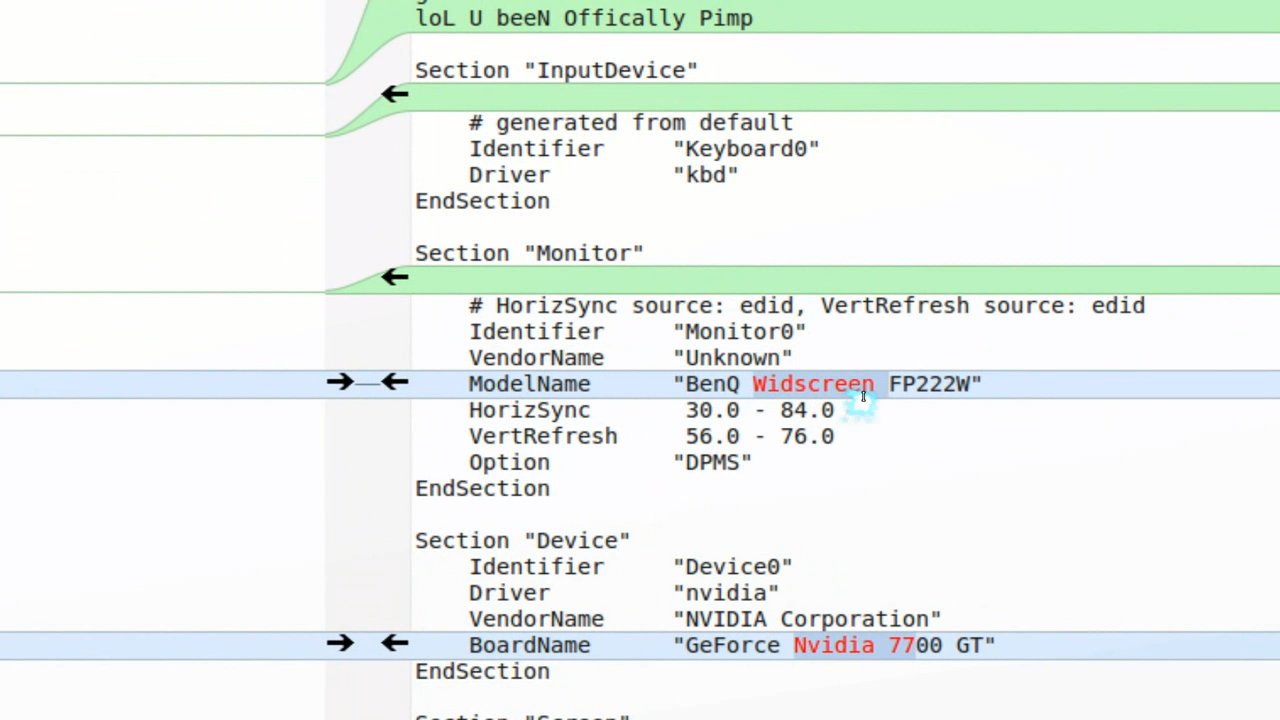 loL U beeN Offically Pimp
Section "InputDevice"
# generated from default
Identifier "Keyboard0"
Driver "kbd"
EndSection
Section "Monitor"
# HorizSync source: edid, VertRefresh source: edid
Identifier "Monitor0"
VendorName "Unknown"
ModelName "BenQ Widscreen FP222W"
HorizSync 30.0 - 84.0
VertRefresh 56.0 - 76.0
Option "DPMS"
EndSection
Section "Device"
Identifier "Device0"
Driver "nvidia"
VendorName "NVIDIA Corporation"
BoardName "GeForce Nvidia 7700 GT"
EndSection
Section "Screen"